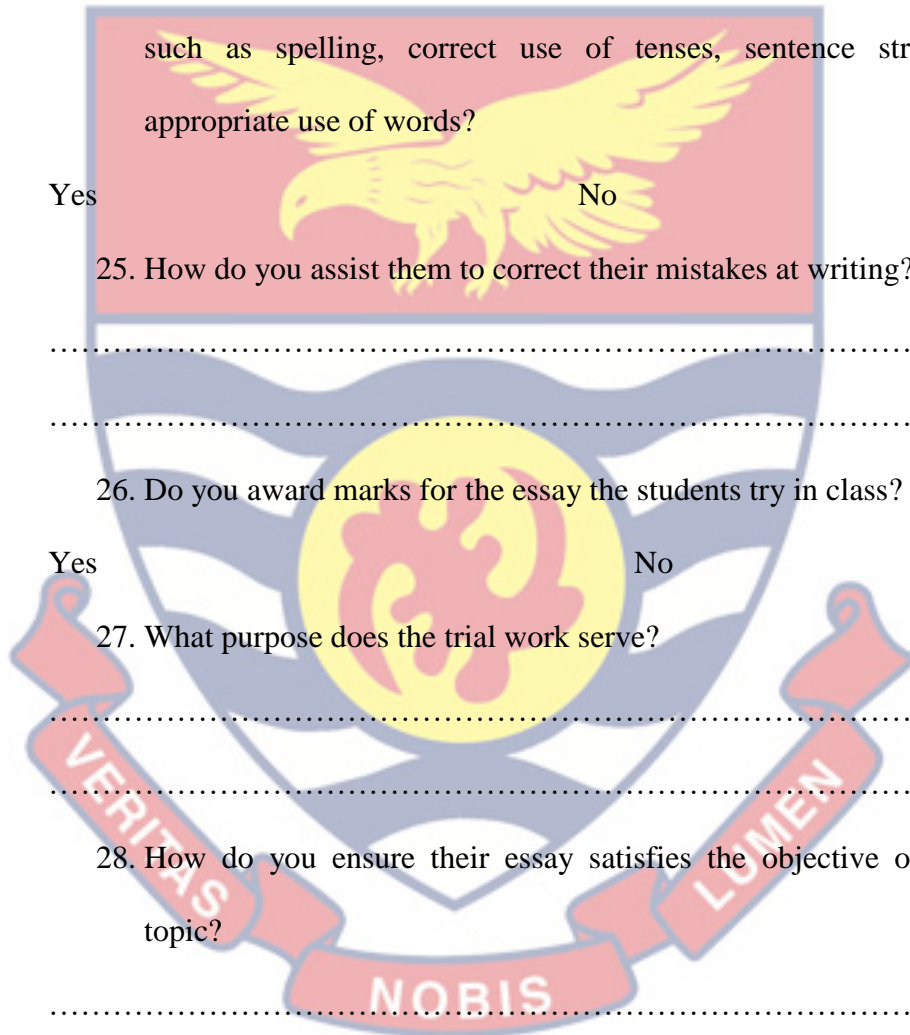 such as spelling, correct use of tenses, sentence str
appropriate use of words?
Yes No
25. How do you assist them to correct their mistakes at writing?
……………………………………………………………………………
……………………………………………………………………………
26. Do you award marks for the essay the students try in class?
Yes No
27. What purpose does the trial work serve?
……………………………………………………………………………
……………………………………………………………………………
28. How do you ensure their essay satisfies the objective o
topic?
……………………………………………………………………………
VERITAS NOBIS LUMEN